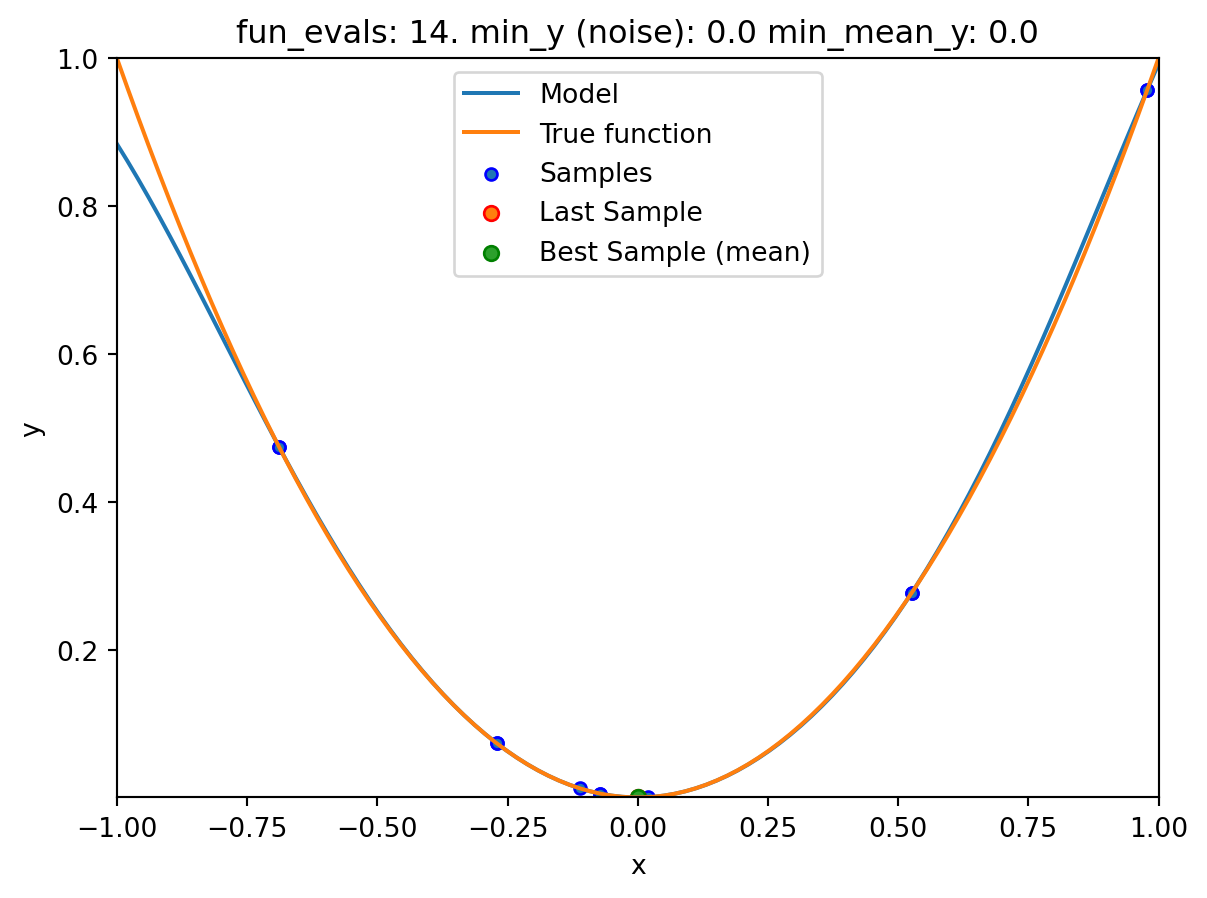 fun_evals: 14. min_y (noise): 0.0 min_mean_y: 0.0
Model
True function
Samples
Last Sample
Best Sample (mean)
1.0
0.8
0.6
0.4
0.2
y
−1.00 −0.75 −0.50 −0.25 0.00 0.25 0.50 0.75 1.00
x